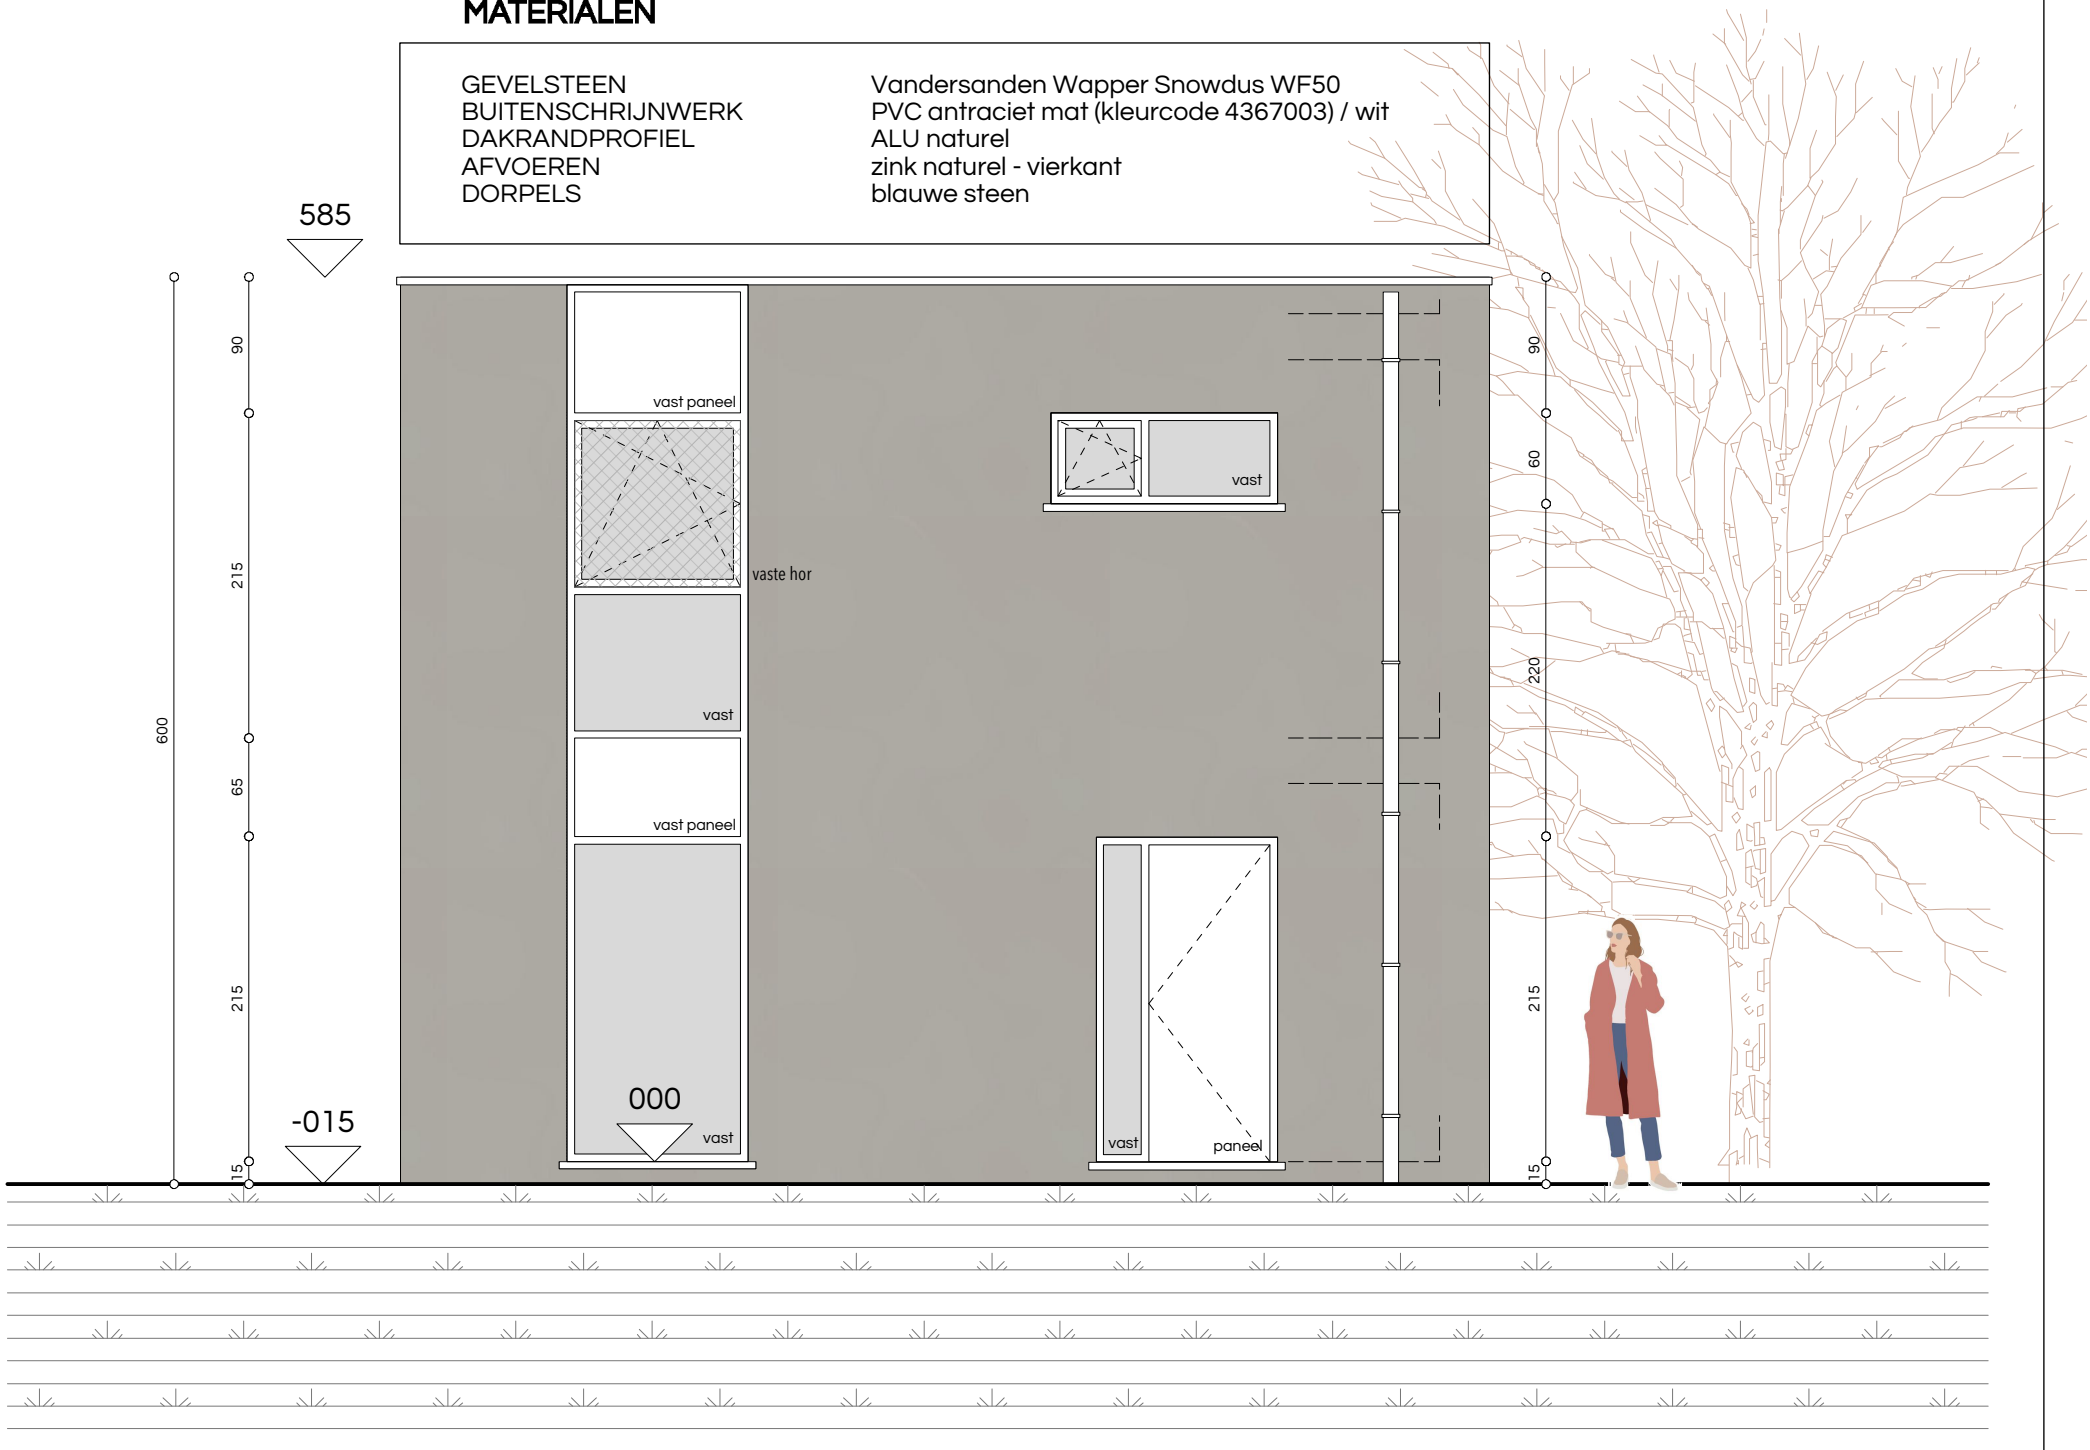 MATERIALEN
GEVELSTEEN Vandersanden Wapper Snowdus WF50
BUITENSCHRIJNWERK PVC antraciet mat (kleurcode 4367003) / wit
DAKRANDPROFIEL ALU naturel
AFVOEREN zink naturel - vierkant
DORPELS blauwe steen
585
90
90
vast paneel
60
vast
215
vaste hor
220
vast
600
65
vast paneel
215
215
000
-015
vast
vast
paneel
15
15